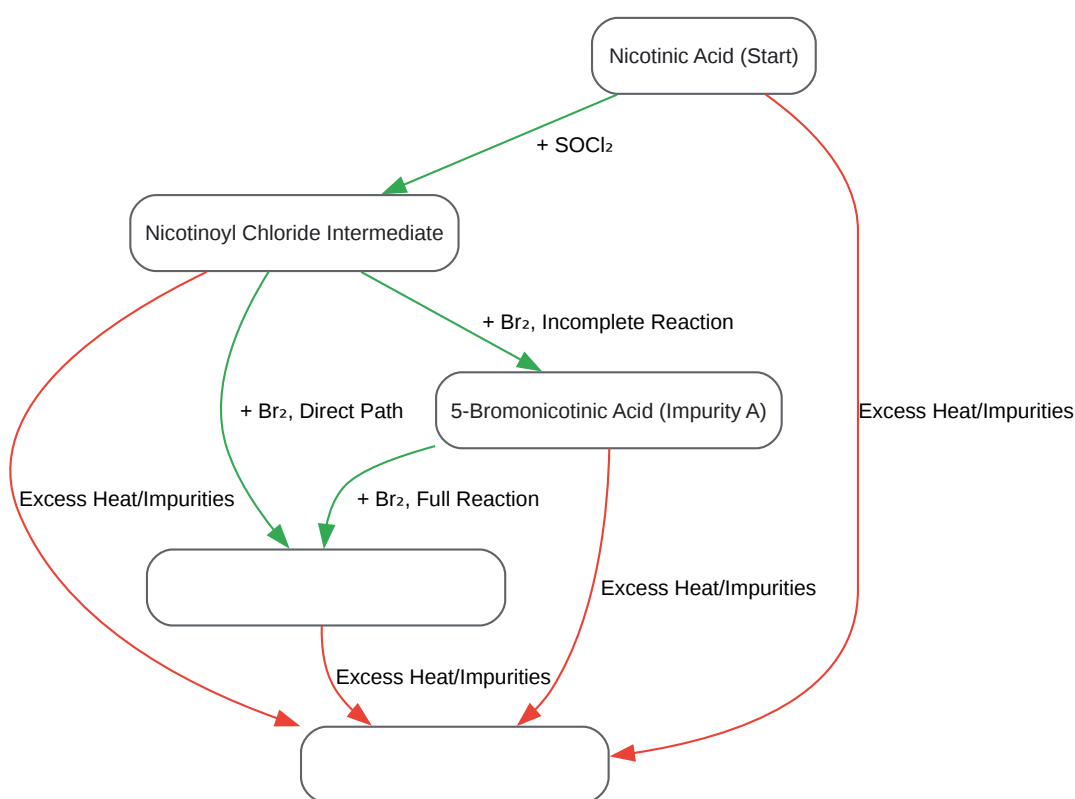 Nicotinic Acid (Start)
+ SOCl₂
Nicotinoyl Chloride Intermediate
+ Br₂, Incomplete Reaction
+ Br₂, Direct Path
5-Bromonicotinic Acid (Impurity A)
Excess Heat/Impurities
Excess Heat/Impurities
+ Br₂, Full Reaction
Excess Heat/Impurities
Excess Heat/Impurities